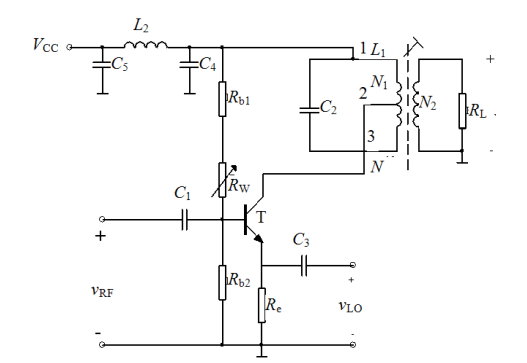 L2
VCC
C5
C4
1 L1
Rb1
C2
2
N1
N2
RL
+
-
3
N
RW
C1
T
+
C3
vRF
Rb2
Re
+
vLO
-
-